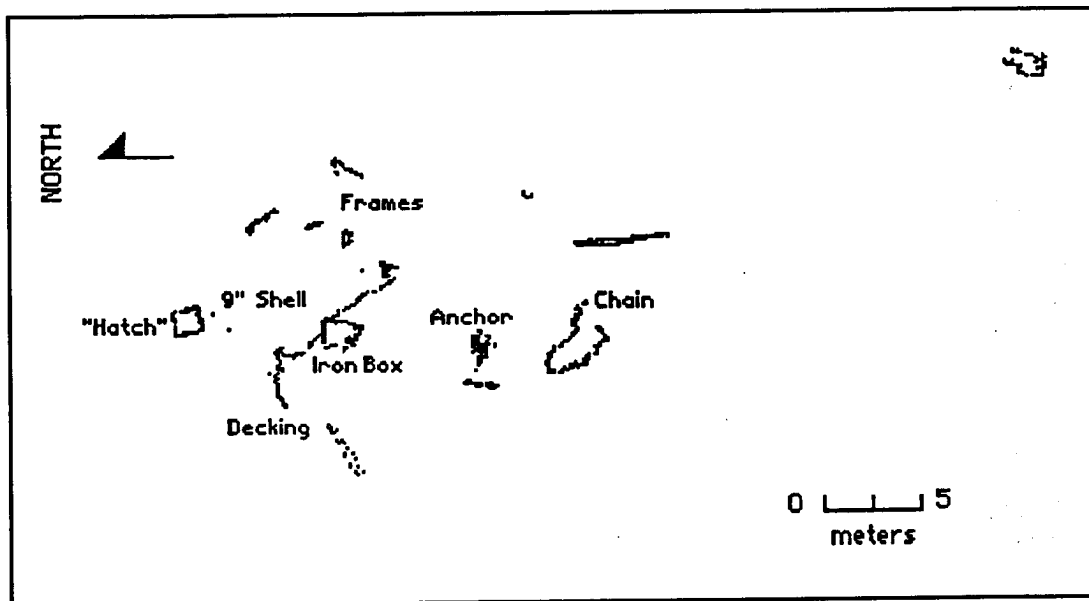 NORTH
Frames
9" Shell
"Hatch"
Chain
Anchor
Iron Box
Decking
0 5
meters